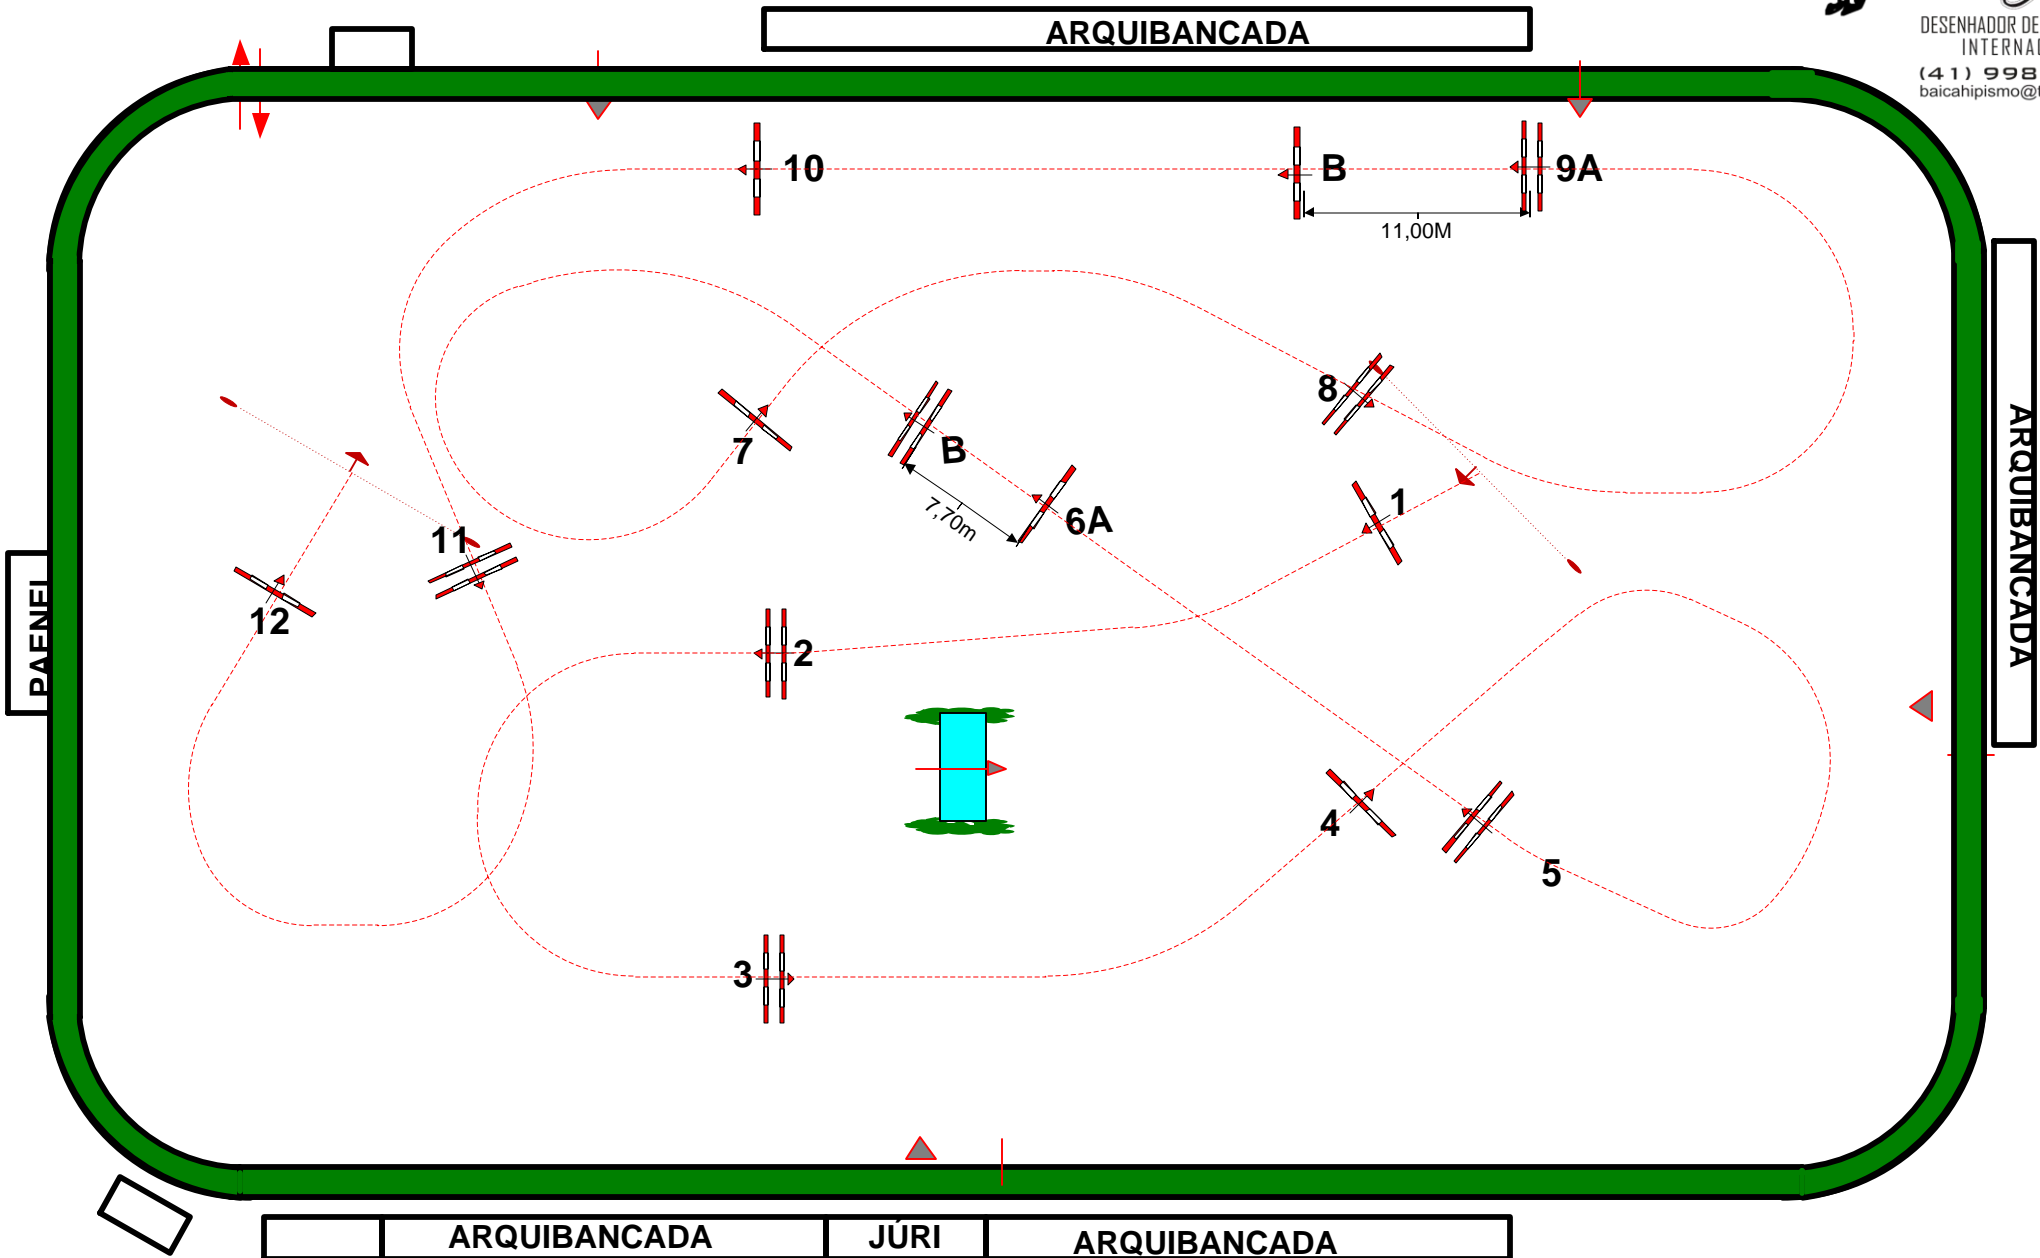 ARQUIBANCADA
DESENHADOR DE
INTERNA
(41) 998
baicahipismo@
10
B
9A
11,00M
8
7
B
7,70m
6A
1
11
12
2
4
5
3
ARQUIBANCADA
ARQUIBANCADA
JÚRI
ARQUIBANCADA